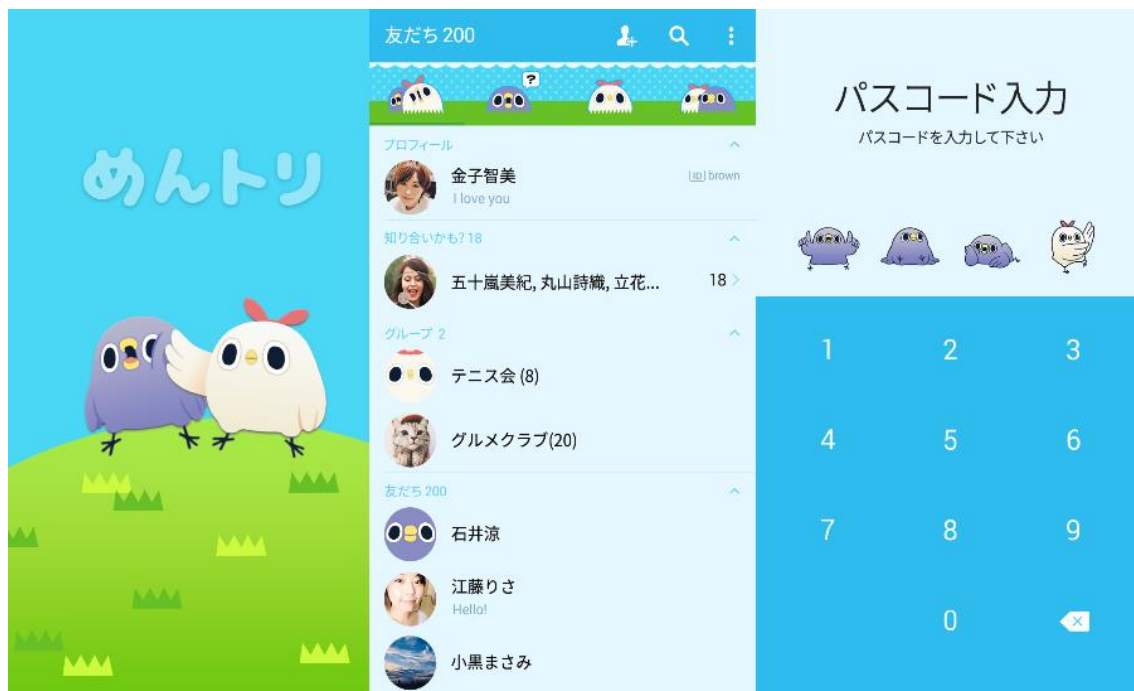 めんトリ
友だち 200
?
プロフィール
金子智美
ID brown
I love you
知り合いかも? 18
五十嵐美紀, 丸山詩織, 立花...
18
グループ 2
テニス会 (8)
グルメクラブ(20)
友だち 200
石井涼
江藤りさ
Hello!
小黒まさみ
パスコード入力
パスコードを入力して下さい
1 2 3
4 5 6
7 8 9
0